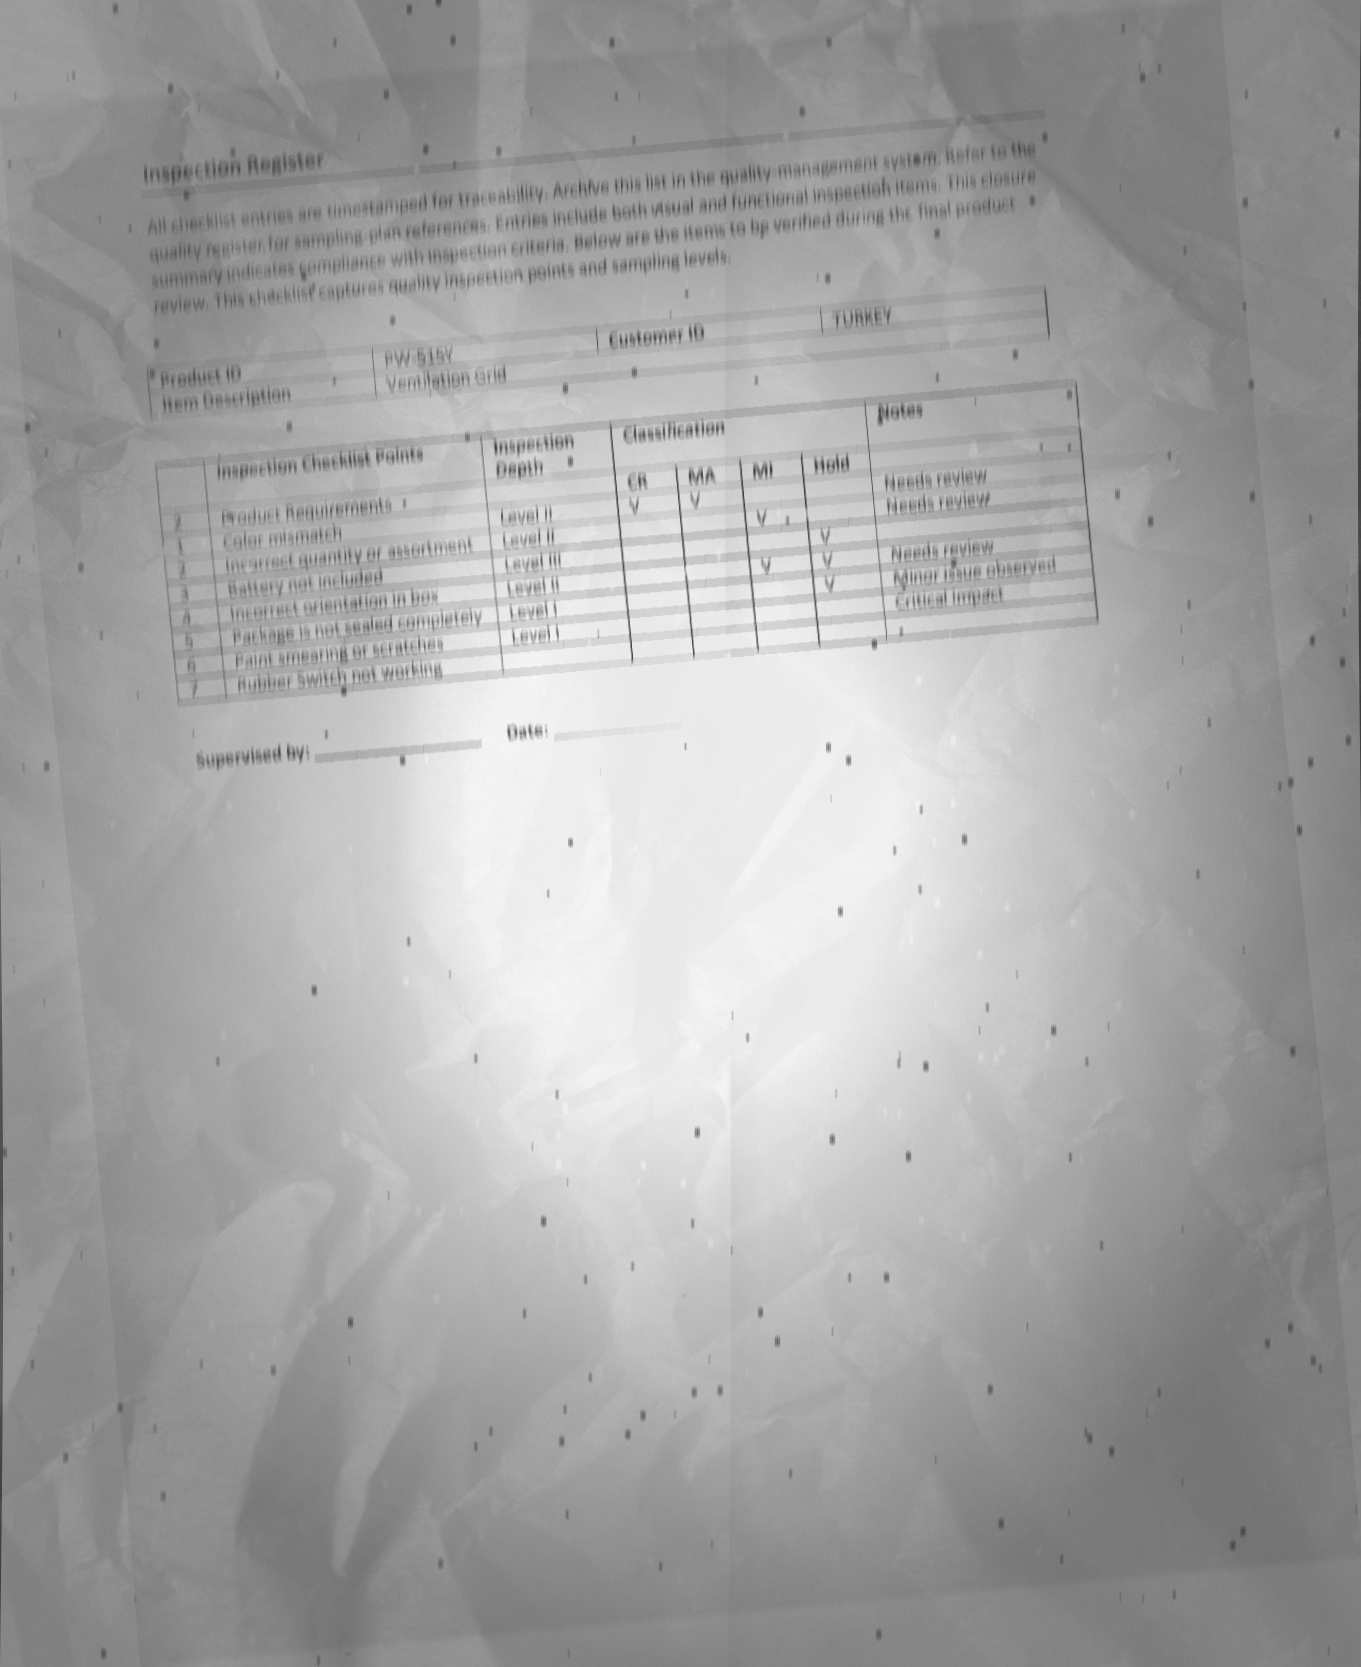 Inspection Register
All checklist entries are timestamped for traceability. Archive this list in the quality management system. Refer to the
quality register for sampling plan references. Entries include both visual and functional inspection items. This closure
summary indicates compliance with inspection criteria. Below are the items to be verified during the final product
review. This checklist captures quality inspection points and sampling levels.
Product ID PW-515Y Customer ID TURKEY
Item Description Ventilation Grid
Inspection Checklist Points Inspection Depth Classification Notes
CR MA MI Hold
Product Requirements
1 Color mismatch Level II V V Needs review
2 Incorrect quantity or assortment Level II V Needs review
3 Battery not included Level III V
4 Incorrect orientation in box Level II V V Needs review
5 Package is not sealed completely Level I V Minor issue observed
6 Paint smearing or scratches Level I Critical impact
7 Rubber Switch not working
Supervised by: Date: